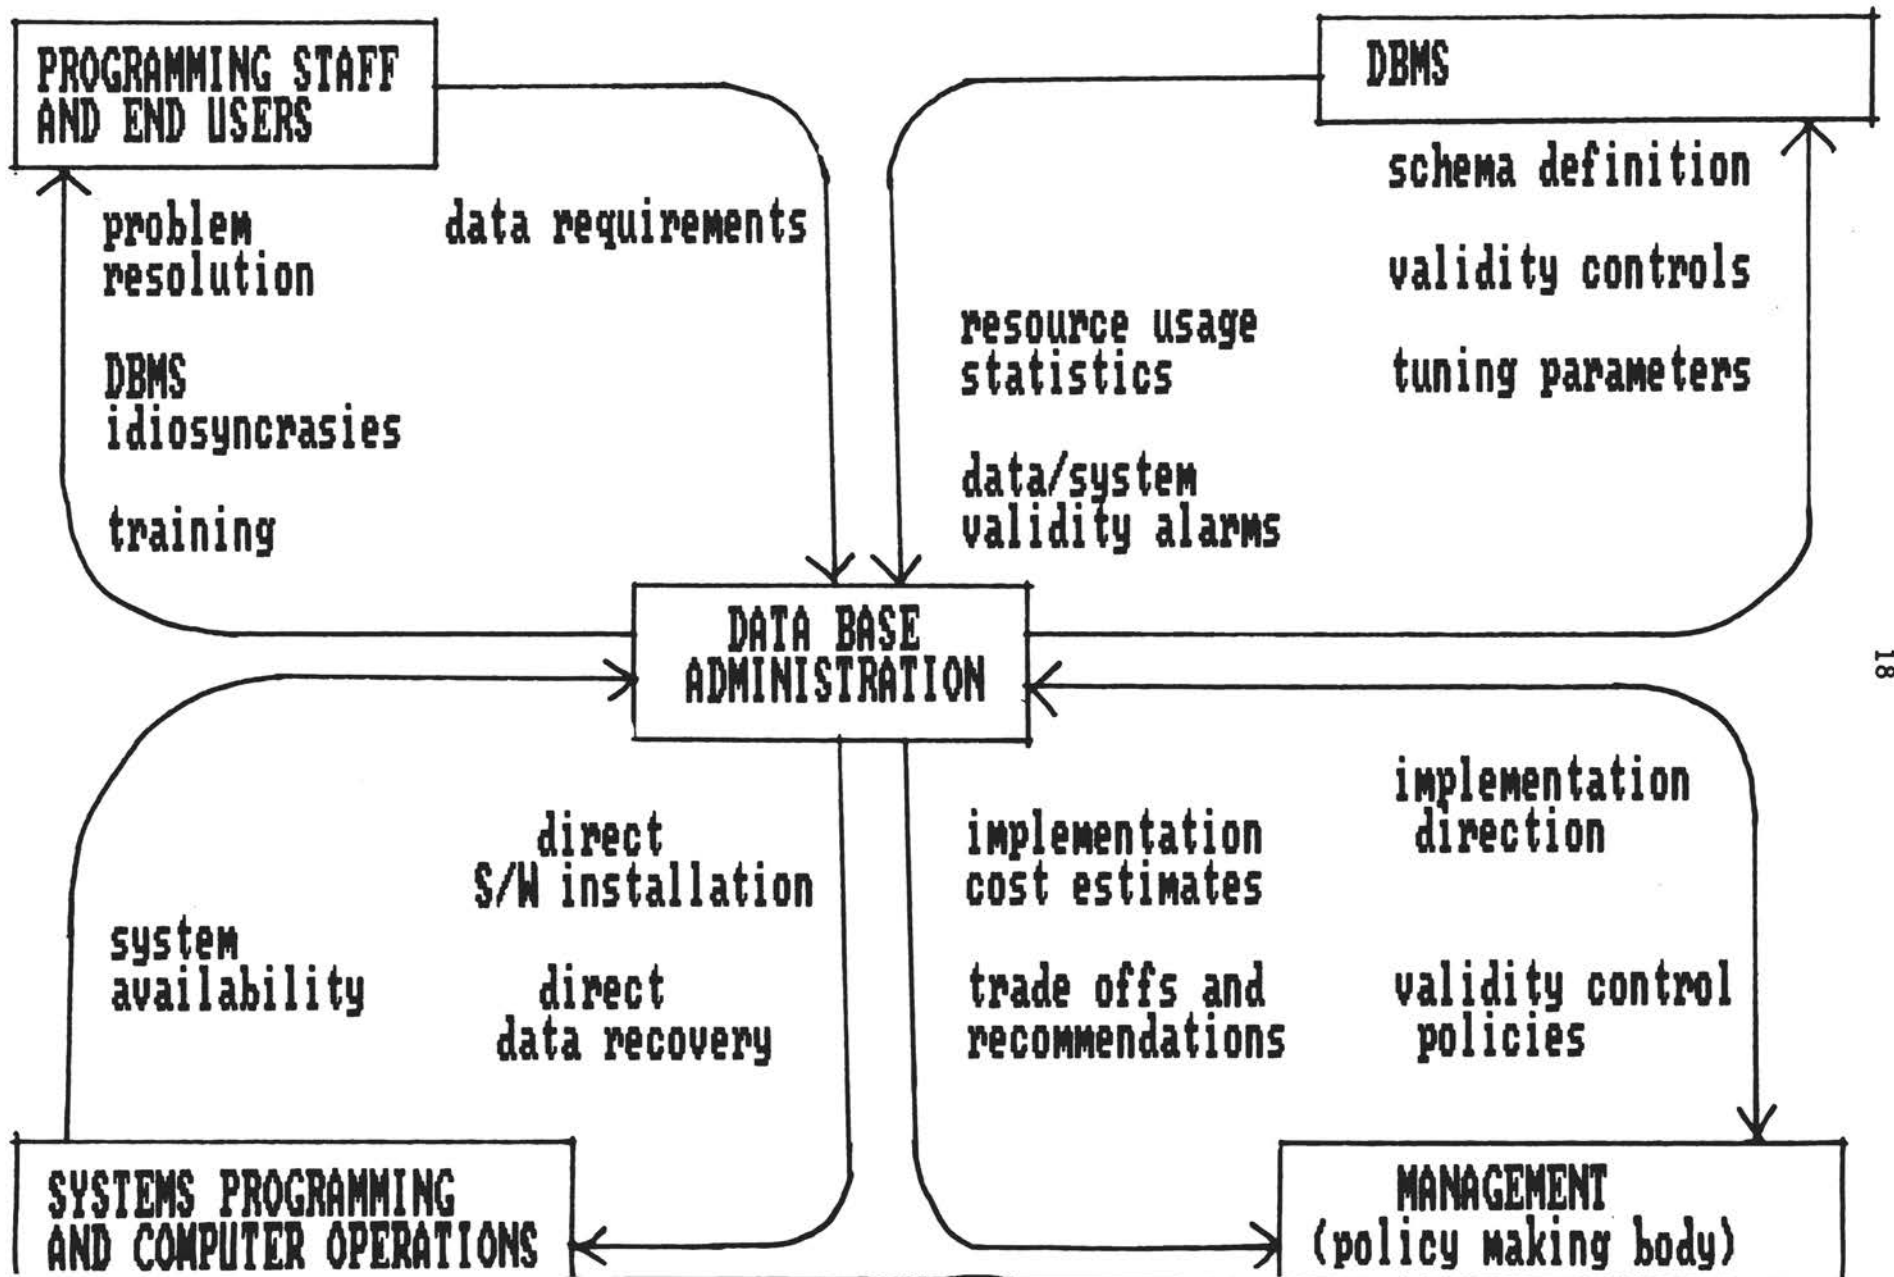 PROGRAMMING STAFF
AND END USERS
DBMS
problem
resolution
data requirements
DBMS
idiosyncrasies
training
schema definition
validity controls
tuning parameters
resource usage
statistics
data/system
validity alarms
DATA BASE
ADMINISTRATION
18
direct
S/W installation
system
availability
direct
data recovery
implementation
cost estimates
trade offs and
recommendations
implementation
direction
validity control
policies
SYSTEMS PROGRAMMING
AND COMPUTER OPERATIONS
MANAGEMENT
(policy making body)